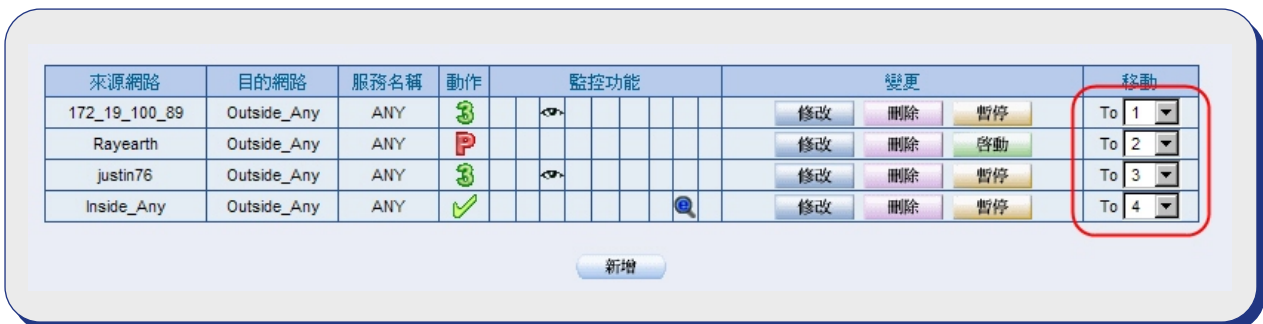 來源網路 目的網路 服務名稱 動作 監控功能 變更 移動
172_19_100_89 Outside_Any ANY 3 修改 刪除 暫停 To 1
Rayearth Outside_Any ANY P 修改 刪除 啓動 To 2
justin76 Outside_Any ANY 3 修改 刪除 暫停 To 3
Inside_Any Outside_Any ANY e 修改 刪除 暫停 To 4
新增